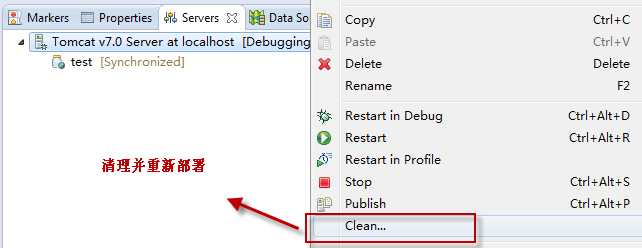 Markers Properties Servers Data So
Tomcat v7.0 Server at localhost [Debugging
test [Synchronized]
清理并重新部署
Copy Ctrl+C
Paste Ctrl+V
Delete Delete
Rename F2
Restart in Debug Ctrl+Alt+D
Restart Ctrl+Alt+R
Restart in Profile
Stop Ctrl+Alt+S
Publish Ctrl+Alt+P
Clean...